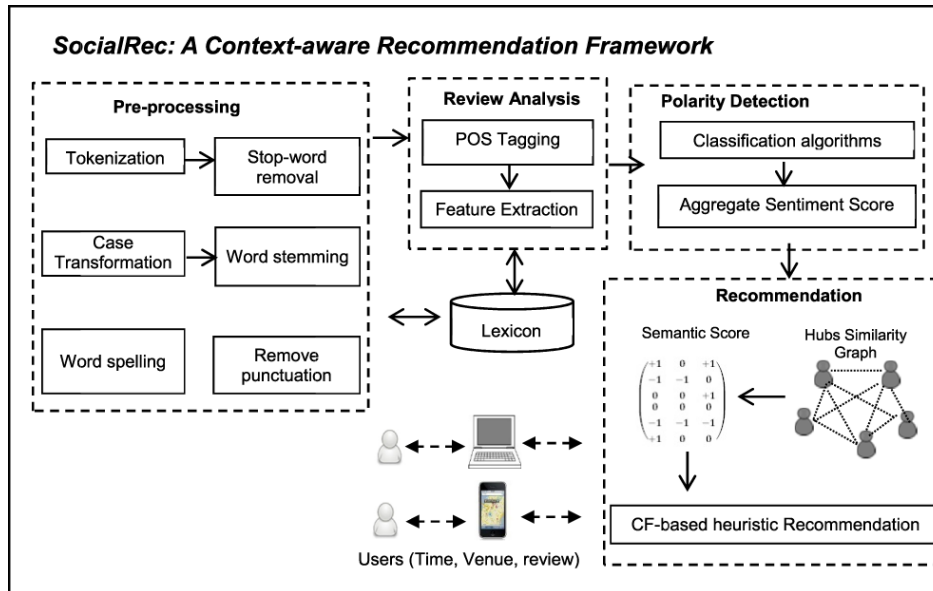 SocialRec: A Context-aware Recommendation Framework
Pre-processing
Tokenization
Stop-word
removal
Case
Transformation
Word stemming
Word spelling
Remove
punctuation
Review Analysis
POS Tagging
Feature Extraction
Lexicon
Polarity Detection
Classification algorithms
Aggregate Sentiment Score
Recommendation
Semantic Score
+1 0 +1
−1 −1 0
0 0 +1
0 0 0
−1 −1 −1
+1 0 0
Hubs Similarity
Graph
CF-based heuristic Recommendation
Users (Time, Venue, review)